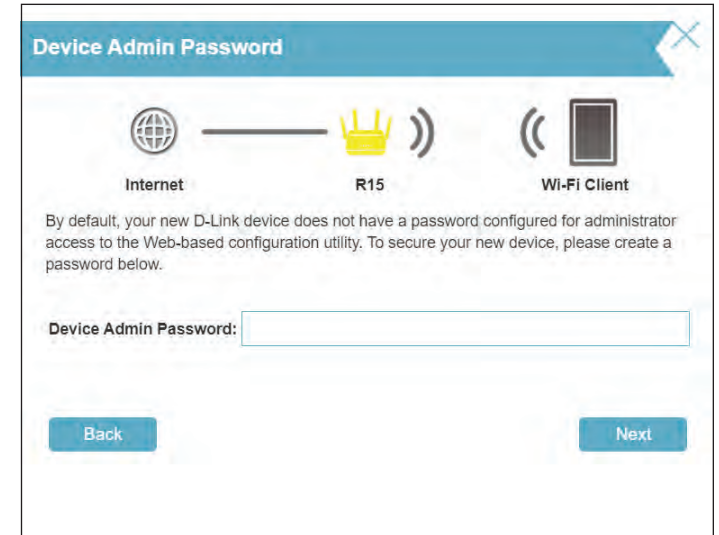 Device Admin Password
Internet
R15
Wi-Fi Client
By default, your new D-Link device does not have a password configured for administrator
access to the Web-based configuration utility. To secure your new device, please create a
password below.
Device Admin Password:
Back
Next